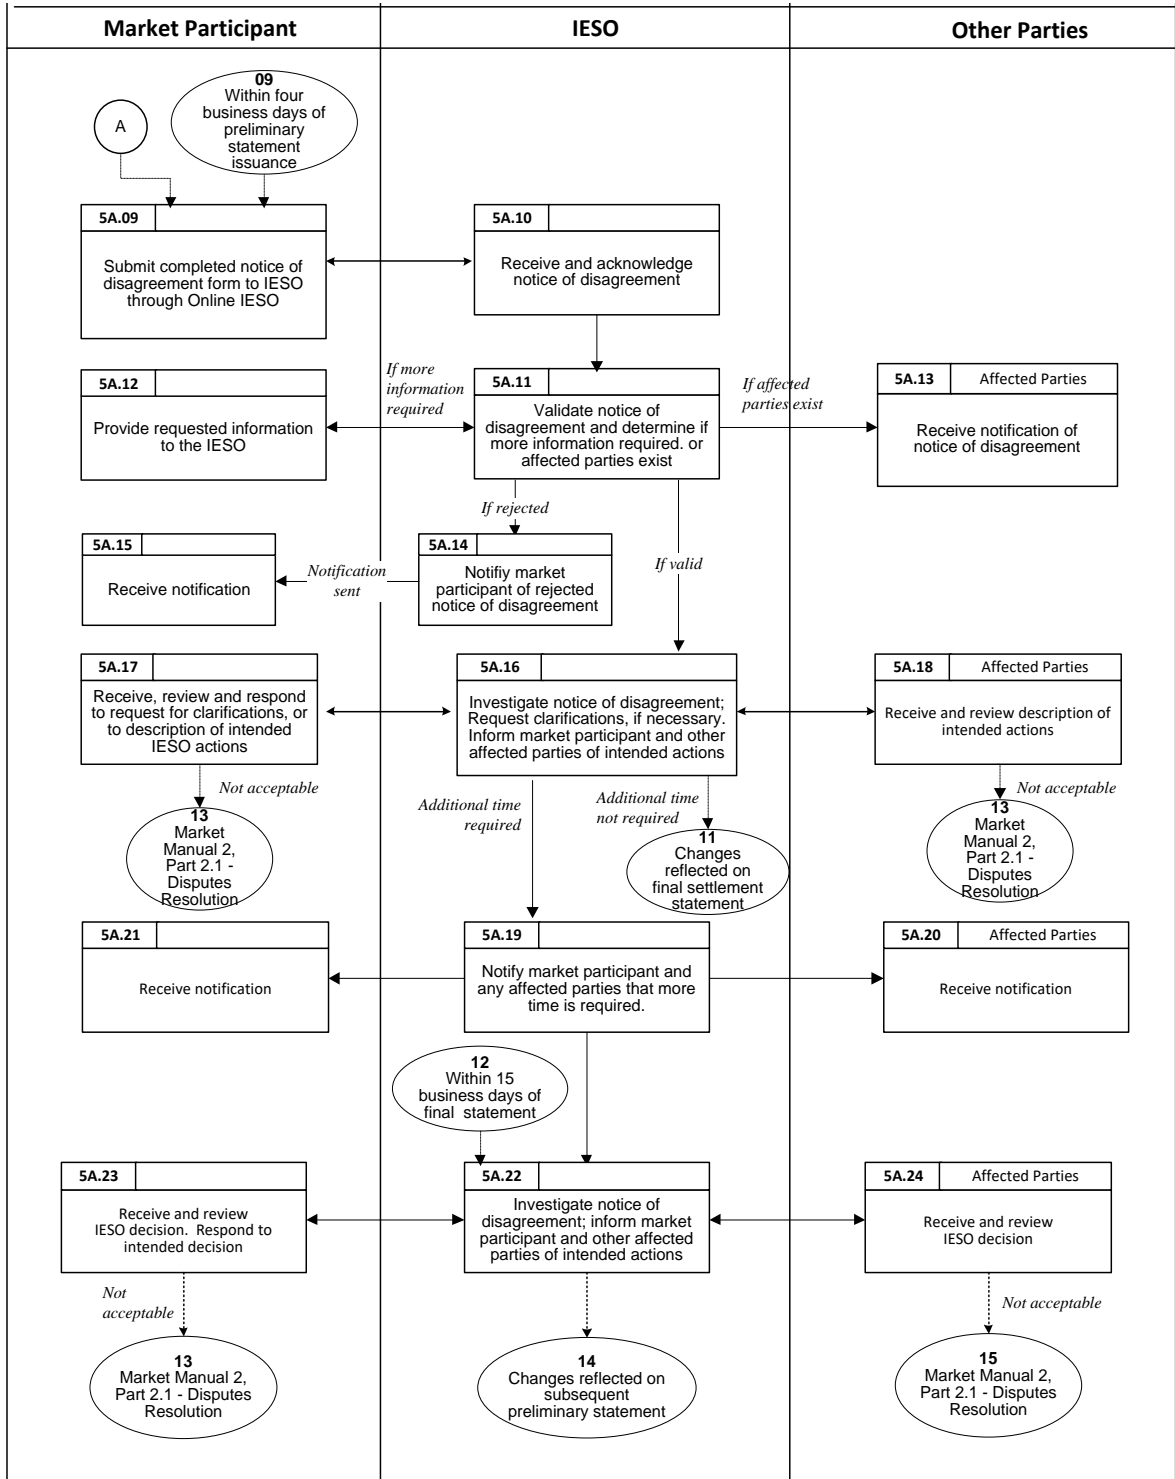 Market Participant
IESO
Other Parties
A
09
Within four
business days of
preliminary
statement
issuance
5A.09
Submit completed notice of
disagreement form to IESO
through Online IESO
5A.10
Receive and acknowledge
notice of disagreement
5A.12
Provide requested information
to the IESO
If more
information
required
5A.11
Validate notice of
disagreement and determine if
more information required. or
affected parties exist
If affected
parties exist
5A.13
Affected Parties
Receive notification of
notice of disagreement
If rejected
If valid
5A.15
Receive notification
Notification
sent
5A.14
Notifiy market
participant of rejected
notice of disagreement
5A.17
Receive, review and respond
to request for clarifications, or
to description of intended
IESO actions
5A.16
Investigate notice of disagreement;
Request clarifications, if necessary.
Inform market participant and other
affected parties of intended actions
5A.18
Affected Parties
Receive and review description of
intended actions
Not acceptable
13
Market
Manual 2,
Part 2.1 -
Disputes
Resolution
Additional time
required
Additional time
not required
11
Changes
reflected on
final settlement
statement
Not acceptable
13
Market
Manual 2,
Part 2.1 -
Disputes
Resolution
5A.21
Receive notification
5A.19
Notify market participant and
any affected parties that more
time is required.
5A.20
Affected Parties
Receive notification
12
Within 15
business days of
final  statement
5A.23
Receive and review
IESO decision.  Respond to
intended decision
5A.22
Investigate notice of
disagreement; inform market
participant and other affected
parties of intended actions
5A.24
Affected Parties
Receive and review
IESO decision
Not
acceptable
Not acceptable
13
Market Manual 2,
Part 2.1 - Disputes
Resolution
14
Changes reflected on
subsequent
preliminary statement
15
Market Manual 2,
Part 2.1 - Disputes
Resolution